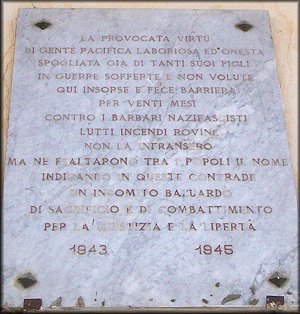 LA PROVOCATA VIRTÙ
DI GENTE PACIFICA LABORIOSA ED'ONESTA
SPOGLIATA GIA DI TANTI SUOI FIGLI
IN GUERRE SOFFERTE E NON VOLUTE
QUI INSORSE E FECE BARRIERA
PER VENTI MESI
CONTRO I BARBARI NAZIFASCISTI
LUTTI INCENDI ROVINE
NON LA INFRANSERO
MA NE ESALTARONO TRA I POPOLI IL NOME
INDICANDO IN QUESTE CONTRADE
UN INDOMITO BALUARDO
DI SACRIFICIO E DI COMBATTIMENTO
PER LA GIUSTIZIA E LA LIBERTÀ
1943 1945